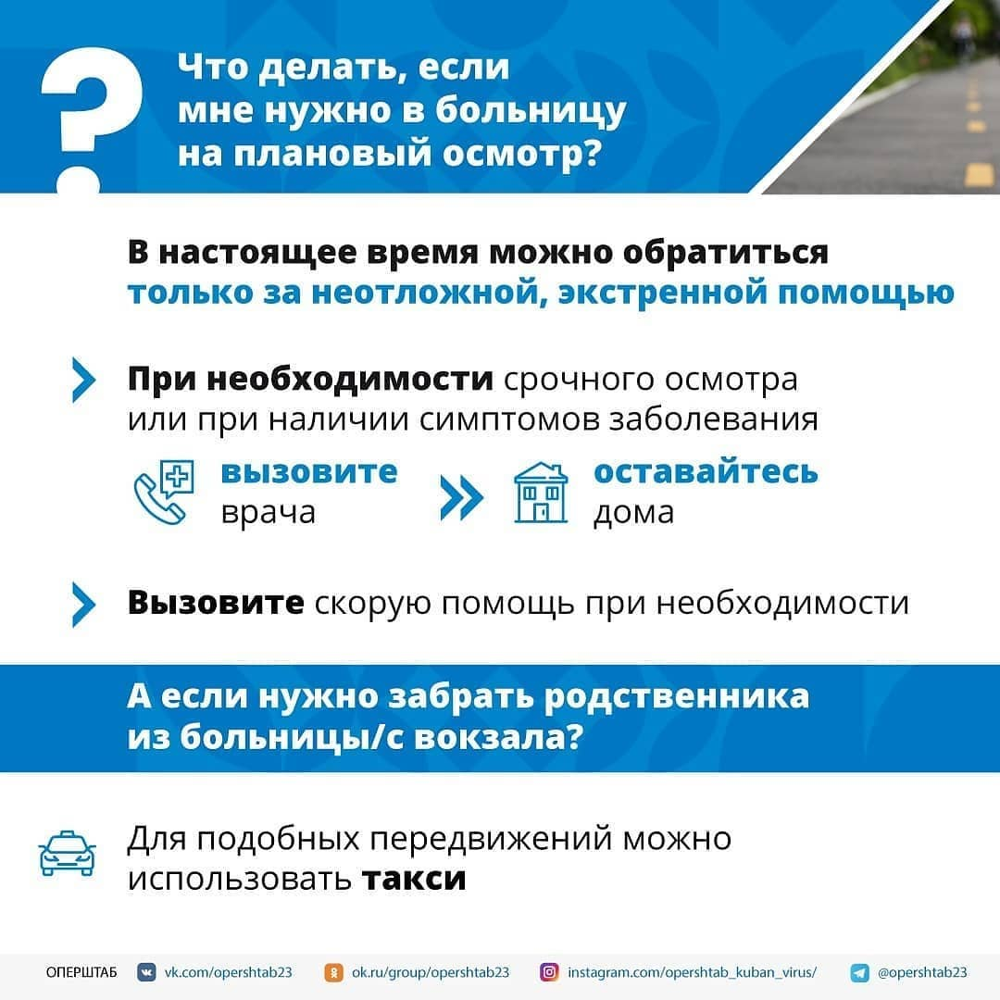 ?
Что делать, если
мне нужно в больницу
на плановый осмотр?
В настоящее время можно обратиться
только за неотложной, экстренной помощью
При необходимости срочного осмотра
или при наличии симптомов заболевания
вызовите
врача
оставайтесь
дома
Вызовите скорую помощь при необходимости
А если нужно забрать родственника
из больницы/с вокзала?
Для подобных передвижений можно
использовать такси
ОПЕРШТАБ vk.com/opershtab23 ok.ru/group/opershtab23 instagram.com/opershtab_kuban_virus/ @opershtab23